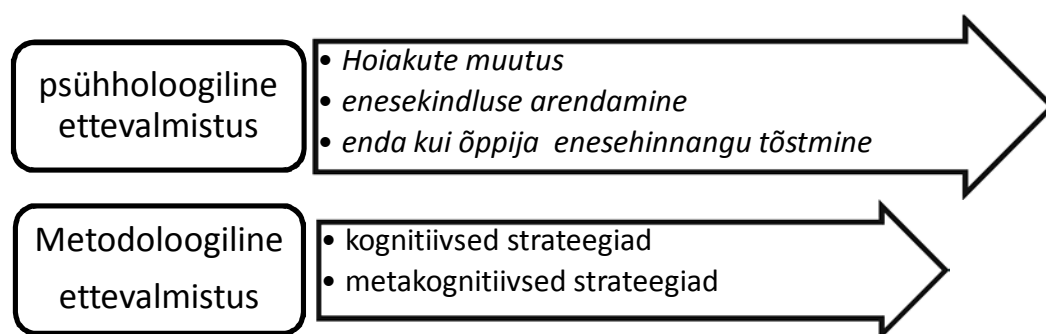 psühholoogiline
ettevalmistus
• Hoiakute muutus
• enesekindluse arendamine
• enda kui õppija enesehinnangu tõstmine
Metodoloogiline
ettevalmistus
• kognitiivsed strateegiad
• metakognitiivsed strateegiad